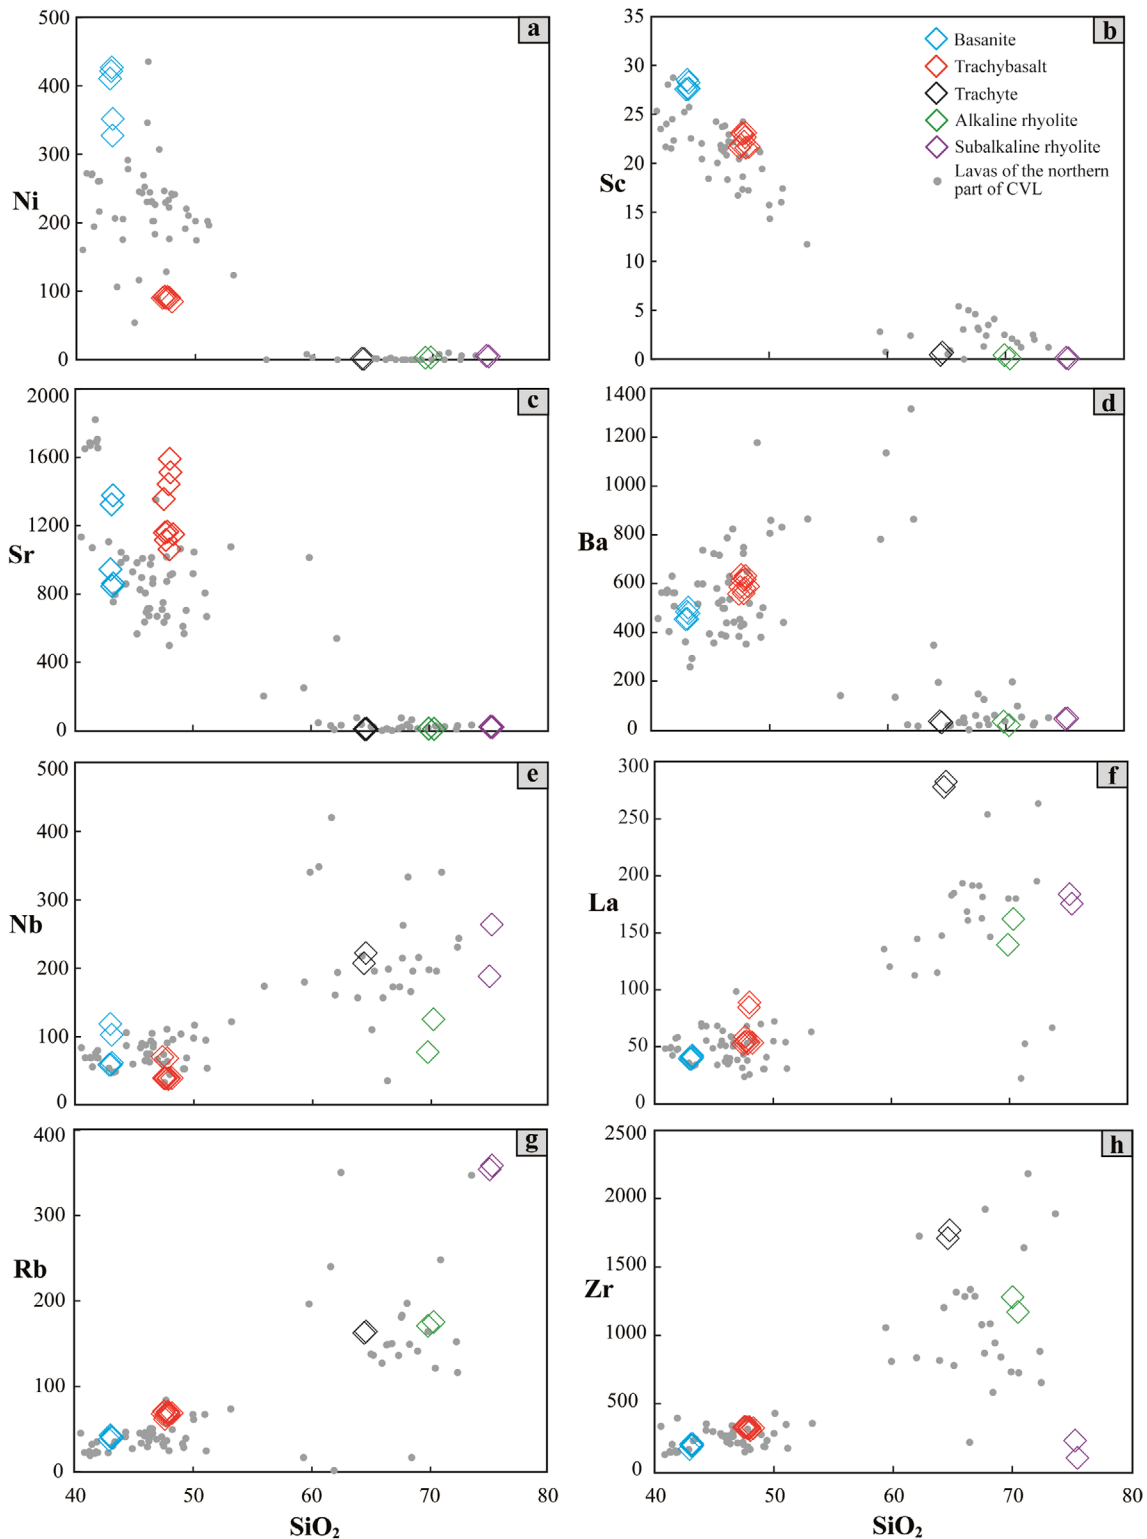 500
400
300
200
100
0
Ni
a
35
30
25
20
15
10
5
0
Sc
b
Basanite
Trachybasalt
Trachyte
Alkaline rhyolite
Subalkaline rhyolite
Lavas of the northern
part of CVL
2000
1600
1200
800
400
0
Sr
c
1400
1200
1000
800
600
400
200
0
Ba
d
500
400
300
200
100
0
Nb
e
300
250
200
150
100
50
0
La
f
400
300
200
100
0
Rb
g
40
50
60
70
80
SiO₂
2500
2000
1500
1000
500
0
Zr
h
40
50
60
70
80
SiO₂